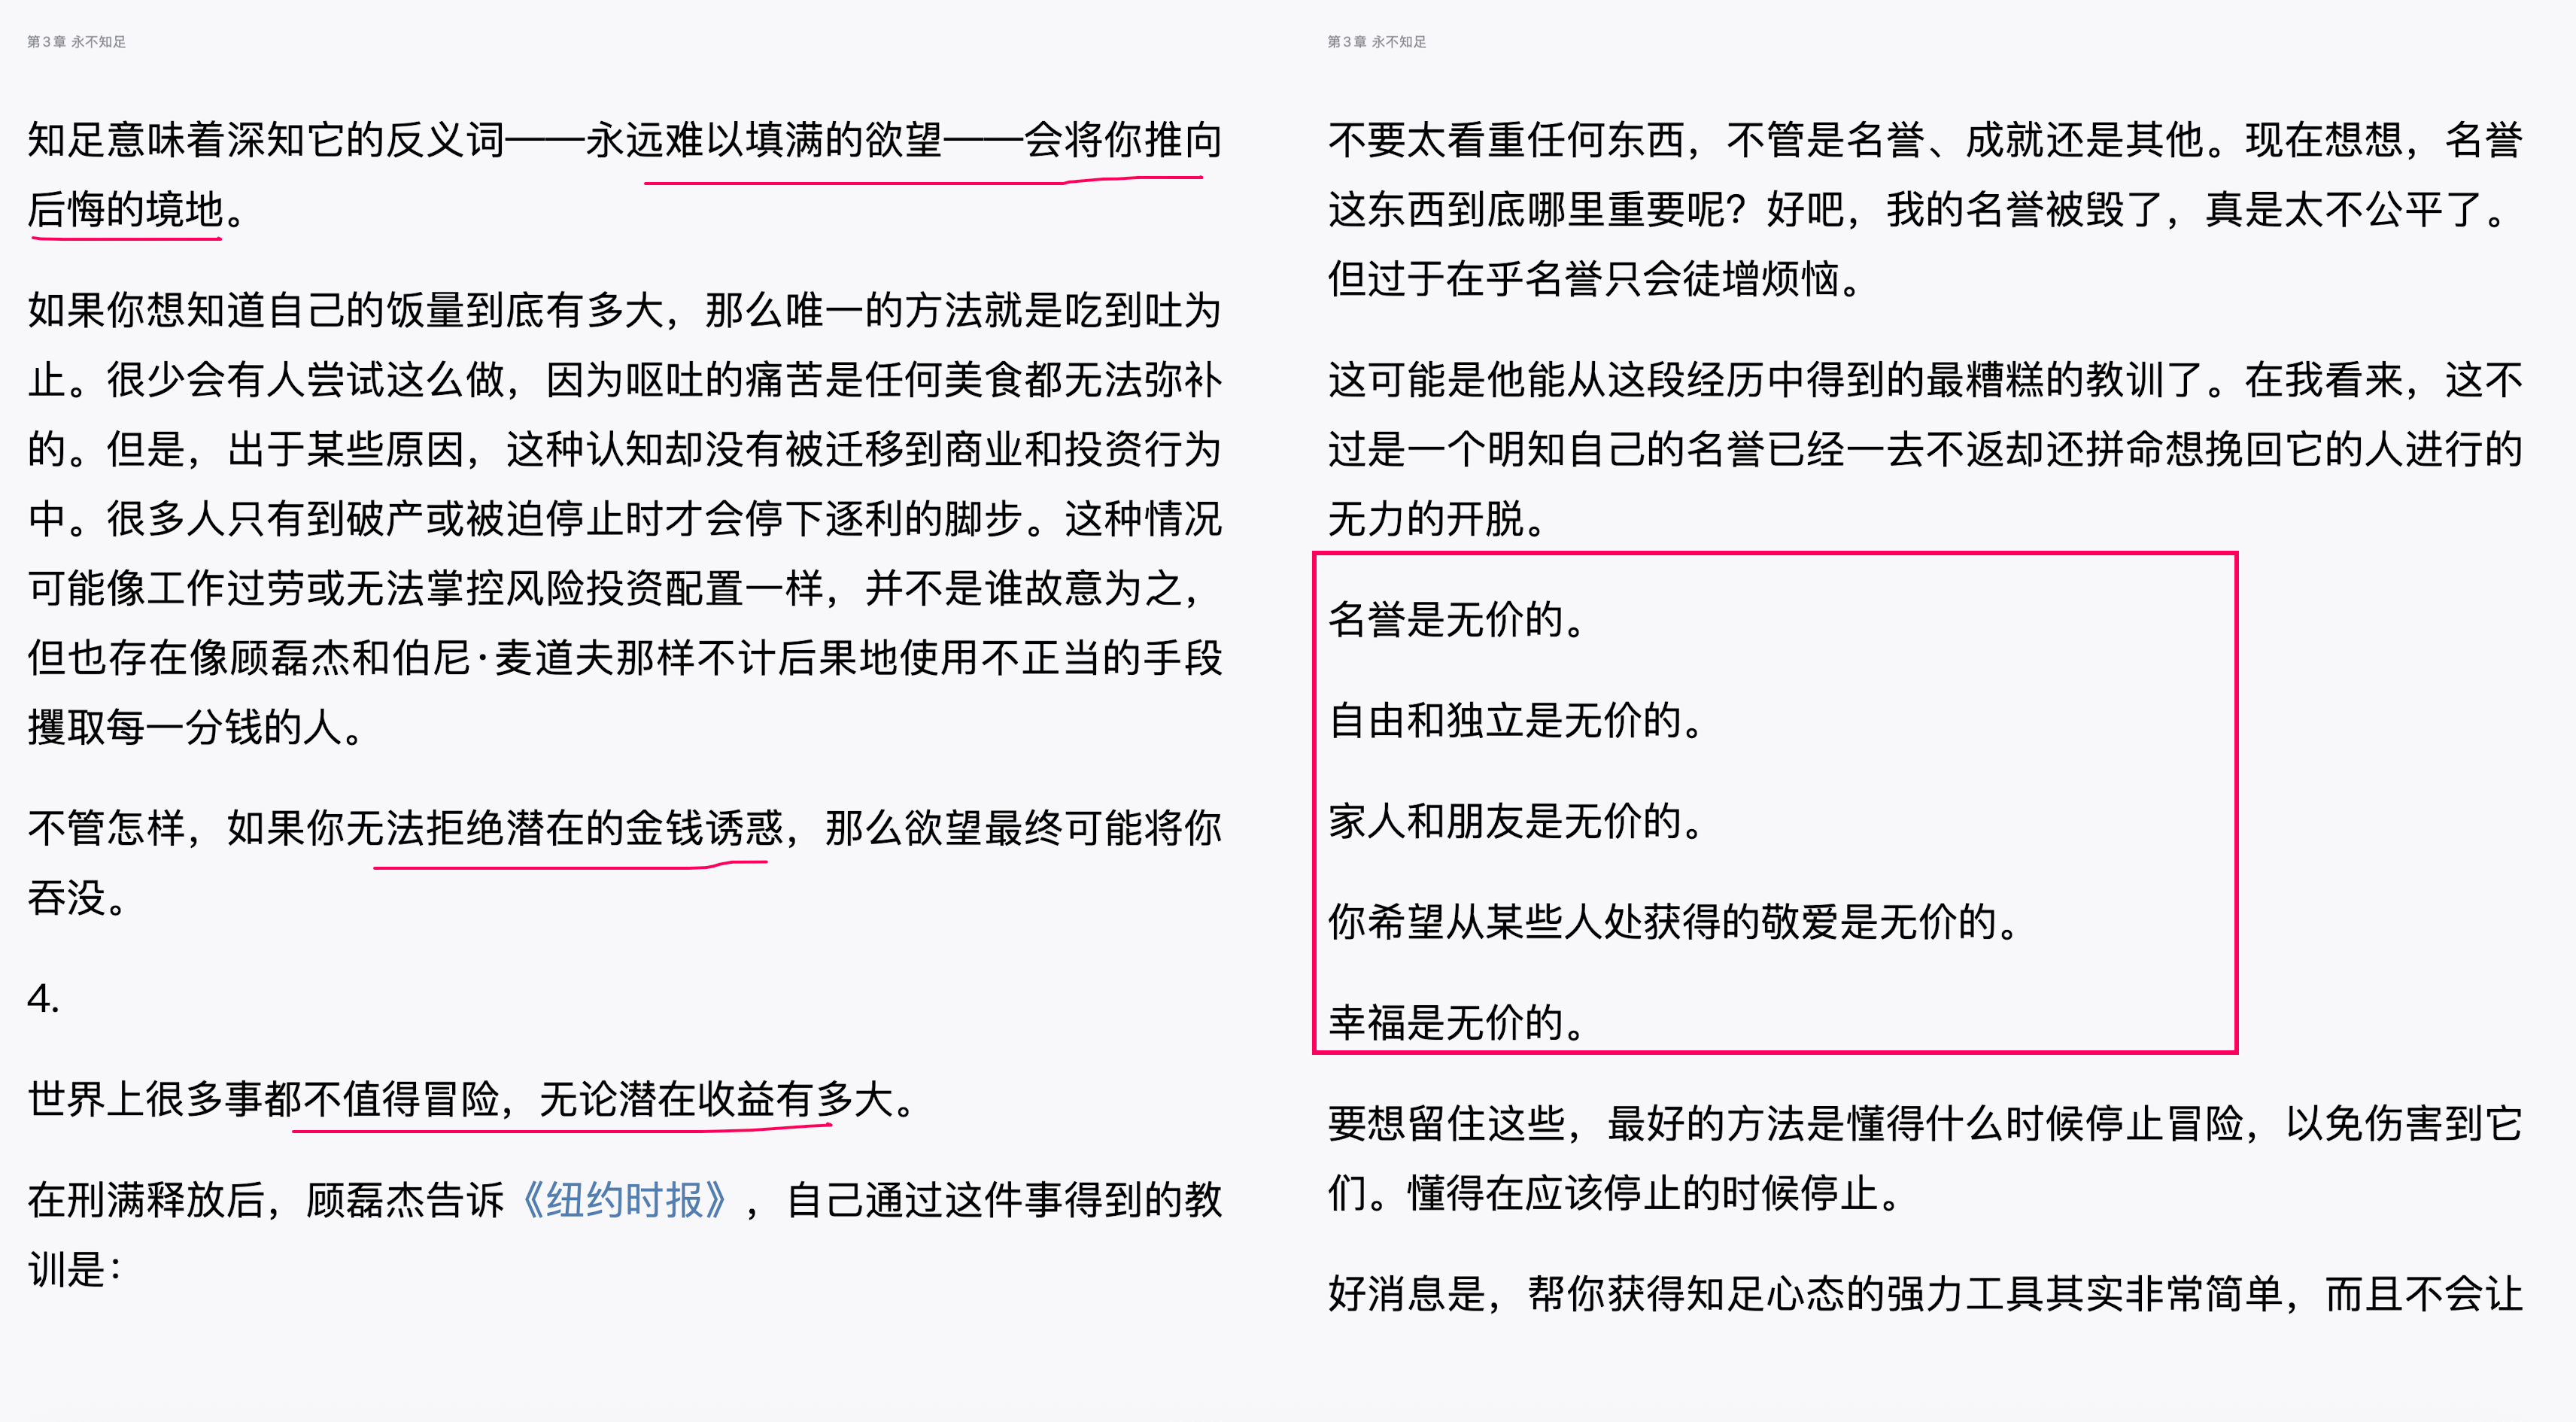 第3章 永不知足
知足意味着深知它的反义词——永远难以填满的欲望——会将你推向
后悔的境地。
如果你想知道自己的饭量到底有多大，那么唯一的方法就是吃到吐为
止。很少会有人尝试这么做，因为呕吐的痛苦是任何美食都无法弥补
的。但是，出于某些原因，这种认知却没有被迁移到商业和投资行为
中。很多人只有到破产或被迫停止时才会停下逐利的脚步。这种情况
可能像工作过劳或无法掌控风险投资配置一样，并不是谁故意为之，
但也存在像顾磊杰和伯尼·麦道夫那样不计后果地使用不正当的手段
攫取每一分钱的人。
不管怎样，如果你无法拒绝潜在的金钱诱惑，那么欲望最终可能将你
吞没。
4.
世界上很多事都不值得冒险，无论潜在收益有多大。
在刑满释放后，顾磊杰告诉《纽约时报》，自己通过这件事得到的教
训是：
第3章 永不知足
不要太看重任何东西，不管是名誉、成就还是其他。现在想想，名誉
这东西到底哪里重要呢？好吧，我的名誉被毁了，真是太不公平了。
但过于在乎名誉只会徒增烦恼。
这可能是他能从这段经历中得到的最糟糕的教训了。在我看来，这不
过是一个明知自己的名誉已经一去不返却还拼命想挽回它的人进行的
无力的开脱。
名誉是无价的。
自由和独立是无价的。
家人和朋友是无价的。
你希望从某些人处获得的敬爱是无价的。
幸福是无价的。
要想留住这些，最好的方法是懂得什么时候停止冒险，以免伤害到它
们。懂得在应该停止的时候停止。
好消息是，帮你获得知足心态的强力工具其实非常简单，而且不会让